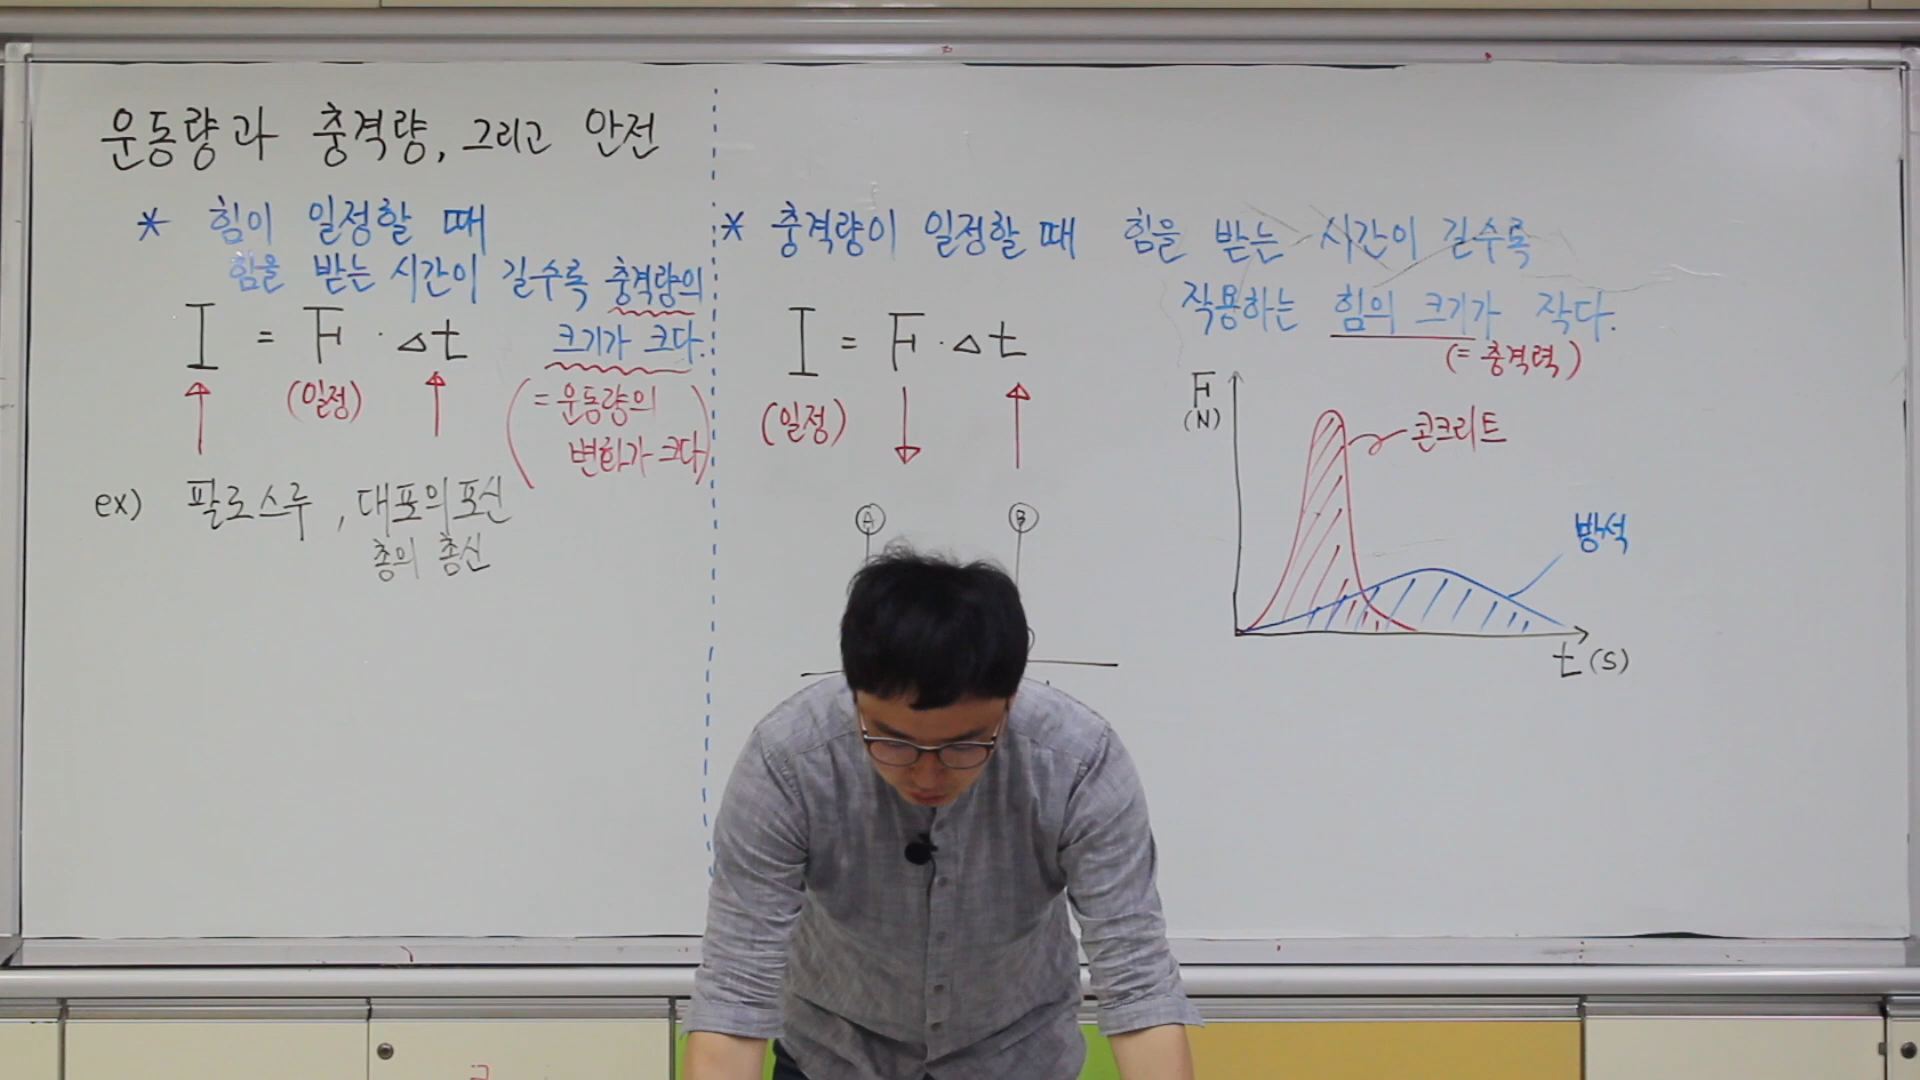 운동량과 충격량, 그리고 안전
* 힘이 일정할 때
힘을 받는 시간이 길수록 충격량의
크기가 크다.
I = F · △t
(일정)
(= 운동량의
변화가 크다)
ex) 팔로스루, 대포의 포신
총의 총신
* 충격량이 일정할 때 힘을 받는 시간이 길수록
작용하는 힘의 크기가 작다.
(= 충격력)
I = F · △t
(일정)
A B
F
(N)
콘크리트
방석
t (s)